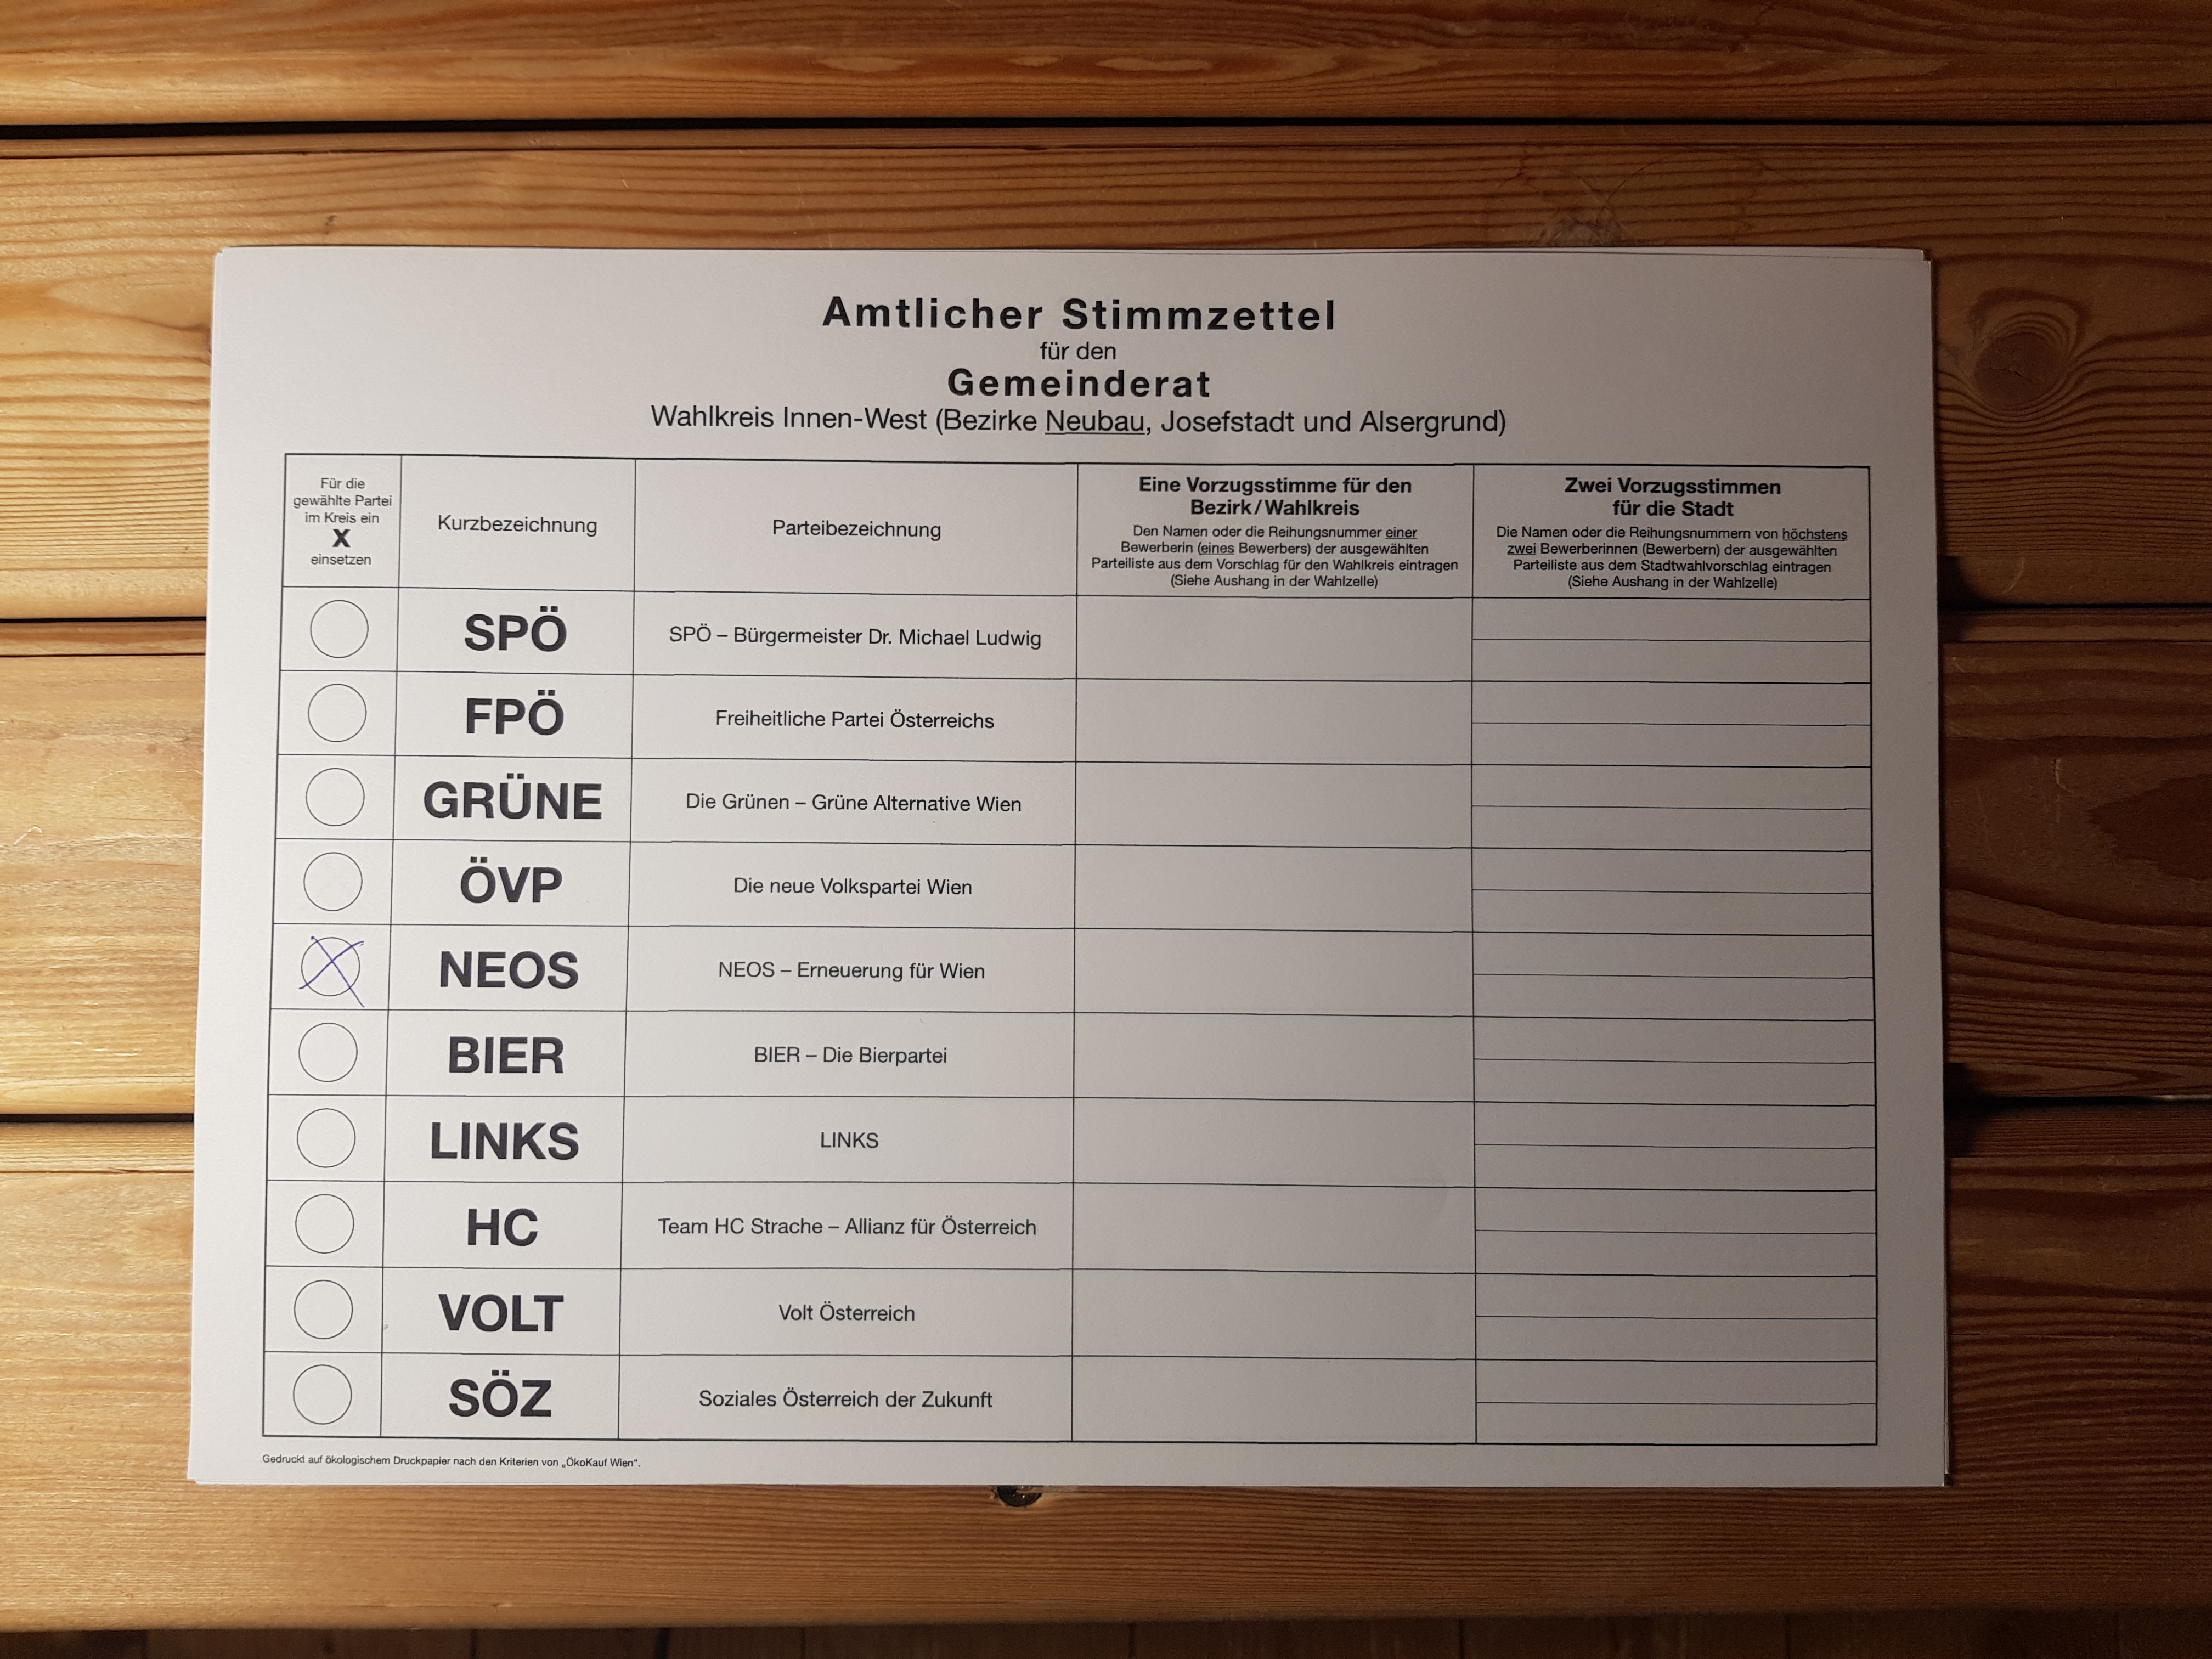 Amtlicher Stimmzettel
für den
Gemeinderat
Wahlkreis Innen-West (Bezirke Neubau, Josefstadt und Alsergrund)
Für die
gewählte Partei
im Kreis ein
X
einsetzen
Kurzbezeichnung
Parteibezeichnung
Eine Vorzugsstimme für den
Bezirk/Wahlkreis
Den Namen oder die Reihungsnummer einer
Bewerberin (eines Bewerbers) der ausgewählten
Parteiliste aus dem Vorschlag für den Wahlkreis eintragen
(Siehe Aushang in der Wahlzelle)
Zwei Vorzugsstimmen
für die Stadt
Die Namen oder die Reihungsnummern von höchstens
zwei Bewerberinnen (Bewerbern) der ausgewählten
Parteiliste aus dem Stadtwahlvorschlag eintragen
(Siehe Aushang in der Wahlzelle)
SPÖ SPÖ – Bürgermeister Dr. Michael Ludwig
FPÖ Freiheitliche Partei Österreichs
GRÜNE Die Grünen – Grüne Alternative Wien
ÖVP Die neue Volkspartei Wien
X NEOS NEOS – Erneuerung für Wien
BIER BIER – Die Bierpartei
LINKS LINKS
HC Team HC Strache – Allianz für Österreich
VOLT Volt Österreich
SÖZ Soziales Österreich der Zukunft
Gedruckt auf ökologischem Druckpapier nach den Kriterien von „ÖkoKauf Wien“.